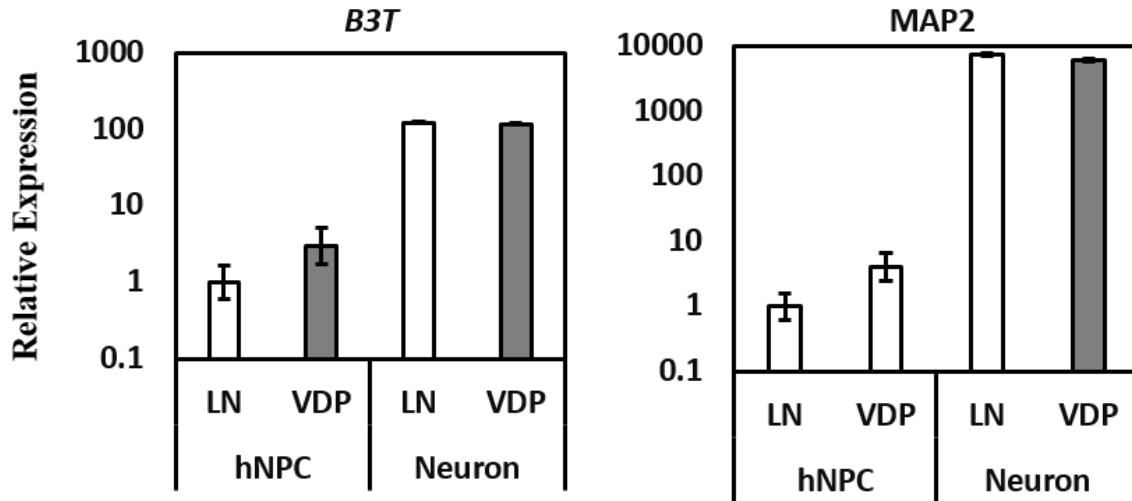 B3T
Relative Expression
1000
100
10
1
0.1
LN VDP LN VDP
hNPC Neuron
MAP2
10000
1000
100
10
1
0.1
LN VDP LN VDP
hNPC Neuron